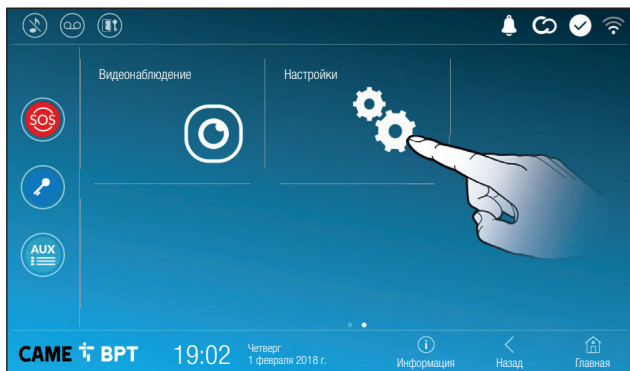 Видеонаблюдение
Настройки
SOS
AUX
CAME BPT
19:02
Четверг
1 февраля 2018 г.
Информация
Назад
Главная